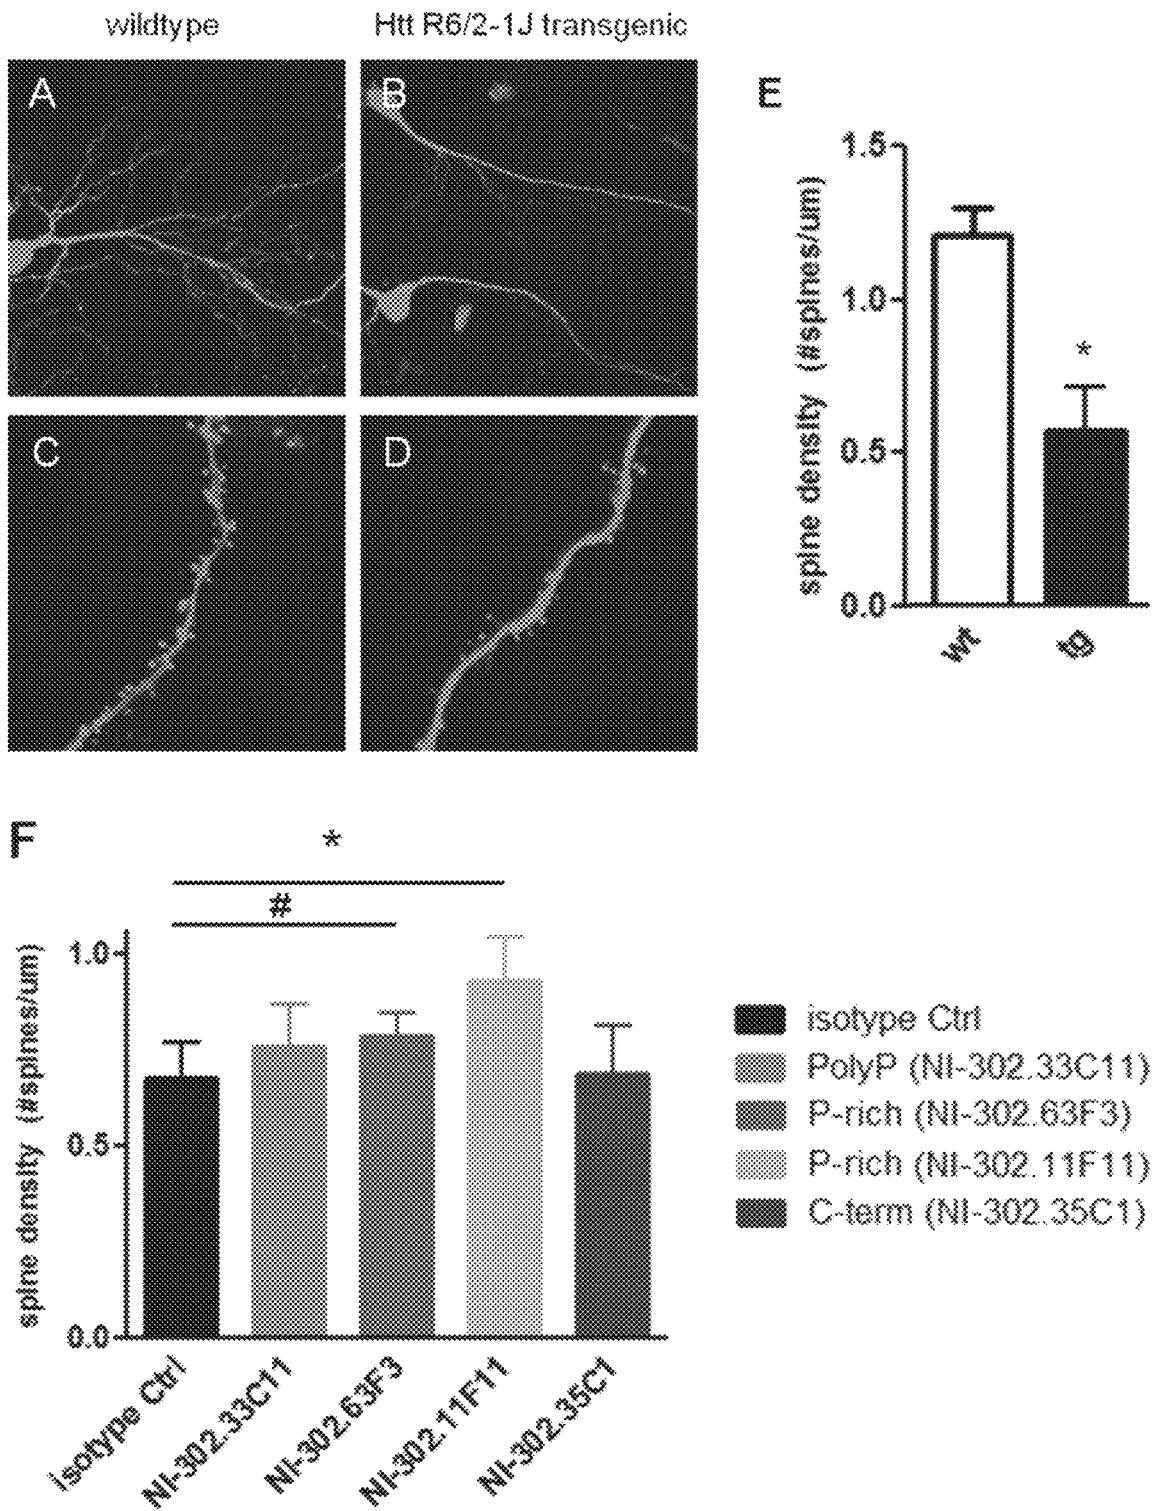 wildtype
Htt R6/2-1J transgenic
A
B
C
D
E
spine density (#spines/um)
1.5
1.0
0.5
0.0
wt
*
tg
F
*
#
spine density (#spines/um)
1.0
0.5
0.0
isotype Ctrl
NI-302.33C11
NI-302.63F3
NI-302.11F11
NI-302.35C1
isotype Ctrl
PolyP (NI-302.33C11)
P-rich (NI-302.63F3)
P-rich (NI-302.11F11)
C-term (NI-302.35C1)